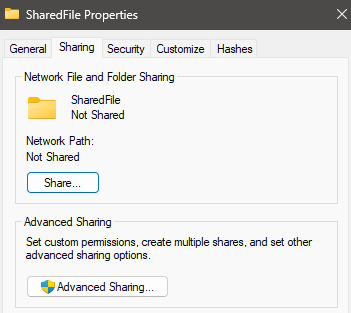 SharedFile Properties
General Sharing Security Customize Hashes
Network File and Folder Sharing
SharedFile
Not Shared
Network Path:
Not Shared
Share...
Advanced Sharing
Set custom permissions, create multiple shares, and set other
advanced sharing options.
Advanced Sharing...